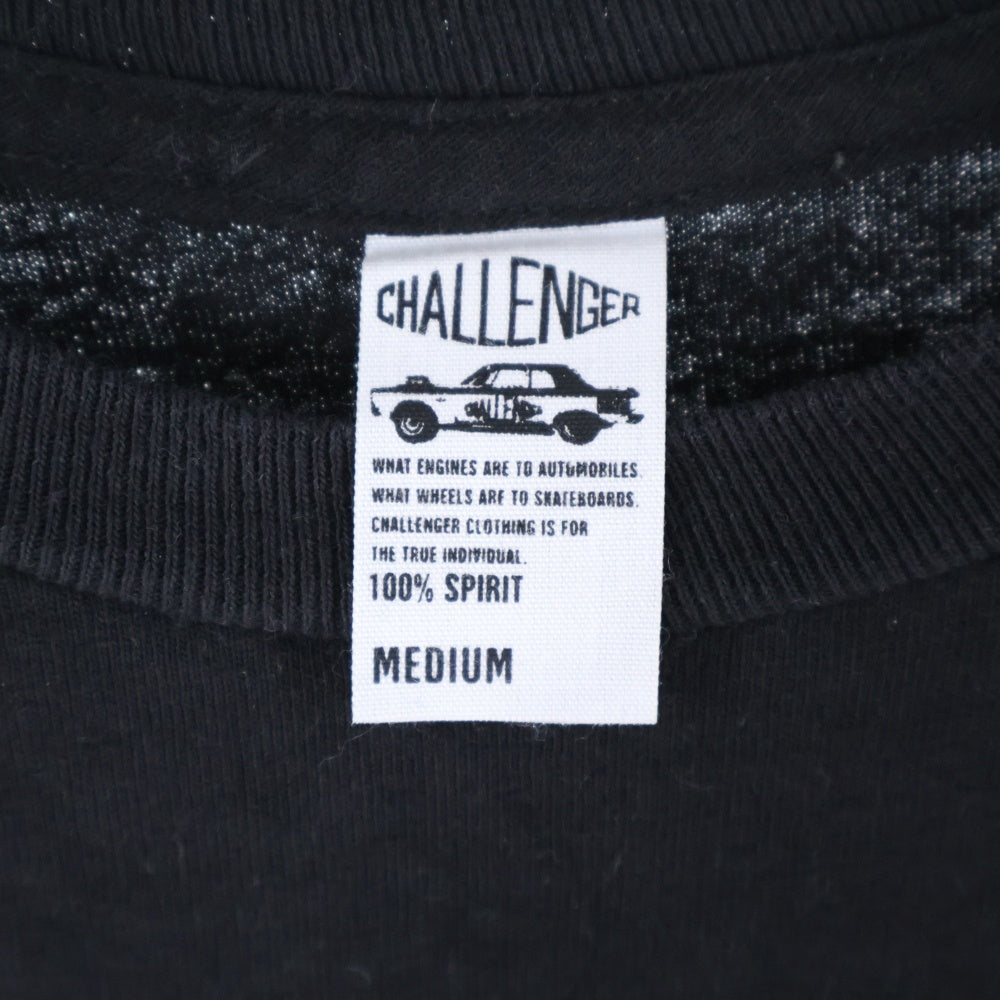 CHALLENGER
WHAT ENGINES ARE TO AUTOMOBILES.
WHAT WHEELS ARE TO SKATEBOARDS.
CHALLENGER CLOTHING IS FOR
THE TRUE INDIVIDUAL.
100% SPIRIT
MEDIUM